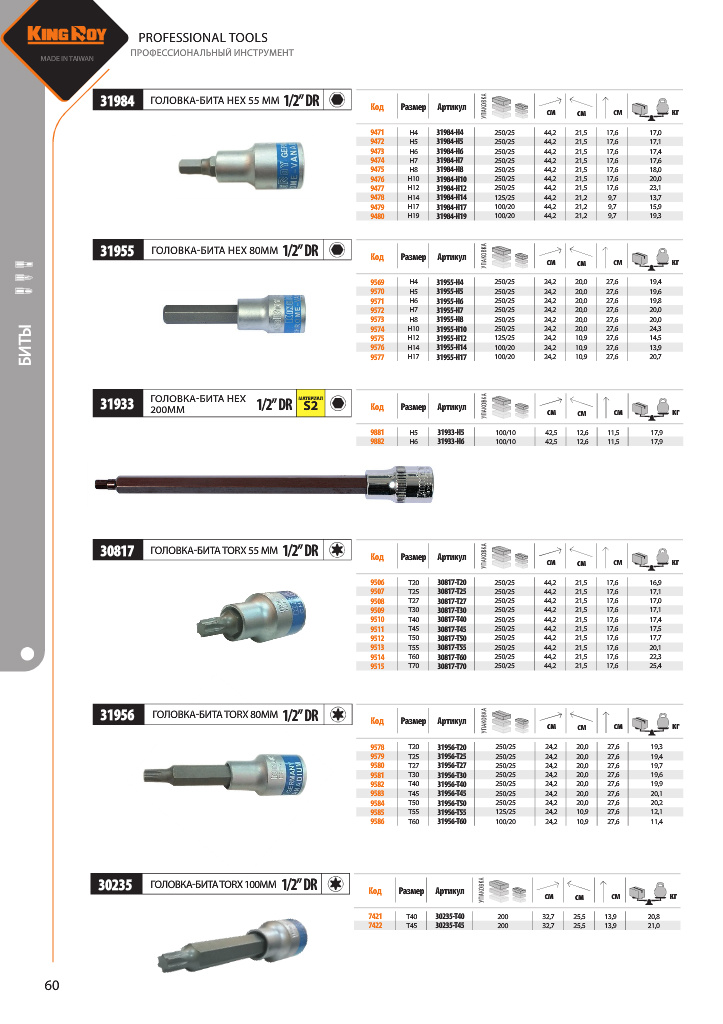 KING ROY
MADE IN TAIWAN
PROFESSIONAL TOOLS
ПРОФЕССИОНАЛЬНЫЙ ИНСТРУМЕНТ
БИТЫ
31984 ГОЛОВКА-БИТА HEX 55 ММ 1/2” DR
Код Размер Артикул УПАКОВКА СМ СМ СМ КГ
9471 H4 31984-H4 250/25 44,2 21,5 17,6 17,0
9472 H5 31984-H5 250/25 44,2 21,5 17,6 17,1
9473 H6 31984-H6 250/25 44,2 21,5 17,6 17,4
9474 H7 31984-H7 250/25 44,2 21,5 17,6 17,6
9475 H8 31984-H8 250/25 44,2 21,5 17,6 18,0
9476 H10 31984-H10 250/25 44,2 21,5 17,6 20,0
9477 H12 31984-H12 250/25 44,2 21,5 17,6 23,1
9478 H14 31984-H14 125/25 44,2 21,2 9,7 13,7
9479 H17 31984-H17 100/20 44,2 21,2 9,7 15,9
9480 H19 31984-H19 100/20 44,2 21,2 9,7 19,3
31955 ГОЛОВКА-БИТА HEX 80ММ 1/2” DR
Код Размер Артикул УПАКОВКА СМ СМ СМ КГ
9569 H4 31955-H4 250/25 24,2 20,0 27,6 19,4
9570 H5 31955-H5 250/25 24,2 20,0 27,6 19,6
9571 H6 31955-H6 250/25 24,2 20,0 27,6 19,8
9572 H7 31955-H7 250/25 24,2 20,0 27,6 20,0
9573 H8 31955-H8 250/25 24,2 20,0 27,6 20,0
9574 H10 31955-H10 250/25 24,2 20,0 27,6 24,3
9575 H12 31955-H12 125/25 24,2 10,9 27,6 14,5
9576 H14 31955-H14 100/20 24,2 10,9 27,6 13,9
9577 H17 31955-H17 100/20 24,2 10,9 27,6 20,7
31933 ГОЛОВКА-БИТА HEX 200ММ 1/2” DR МАТЕРИАЛ S2
Код Размер Артикул УПАКОВКА СМ СМ СМ КГ
9881 H5 31933-H5 100/10 42,5 12,6 11,5 17,9
9882 H6 31933-H6 100/10 42,5 12,6 11,5 17,9
30817 ГОЛОВКА-БИТА TORX 55 ММ 1/2” DR
Код Размер Артикул УПАКОВКА СМ СМ СМ КГ
9506 T20 30817-T20 250/25 44,2 21,5 17,6 16,9
9507 T25 30817-T25 250/25 44,2 21,5 17,6 17,1
9508 T27 30817-T27 250/25 44,2 21,5 17,6 17,0
9509 T30 30817-T30 250/25 44,2 21,5 17,6 17,1
9510 T40 30817-T40 250/25 44,2 21,5 17,6 17,4
9511 T45 30817-T45 250/25 44,2 21,5 17,6 17,5
9512 T50 30817-T50 250/25 44,2 21,5 17,6 17,7
9513 T55 30817-T55 250/25 44,2 21,5 17,6 20,1
9514 T60 30817-T60 250/25 44,2 21,5 17,6 22,3
9515 T70 30817-T70 250/25 44,2 21,5 17,6 25,4
31956 ГОЛОВКА-БИТА TORX 80ММ 1/2” DR
Код Размер Артикул УПАКОВКА СМ СМ СМ КГ
9578 T20 31956-T20 250/25 24,2 20,0 27,6 19,3
9579 T25 31956-T25 250/25 24,2 20,0 27,6 19,4
9580 T27 31956-T27 250/25 24,2 20,0 27,6 19,7
9581 T30 31956-T30 250/25 24,2 20,0 27,6 19,6
9582 T40 31956-T40 250/25 24,2 20,0 27,6 19,9
9583 T45 31956-T45 250/25 24,2 20,0 27,6 20,1
9584 T50 31956-T50 250/25 24,2 20,0 27,6 20,2
9585 T55 31956-T55 125/25 24,2 10,9 27,6 12,1
9586 T60 31956-T60 100/20 24,2 10,9 27,6 11,4
30235 ГОЛОВКА-БИТА TORX 100ММ 1/2” DR
Код Размер Артикул УПАКОВКА СМ СМ СМ КГ
7421 T40 30235-T40 200 32,7 25,5 13,9 20,8
7422 T45 30235-T45 200 32,7 25,5 13,9 21,0
60